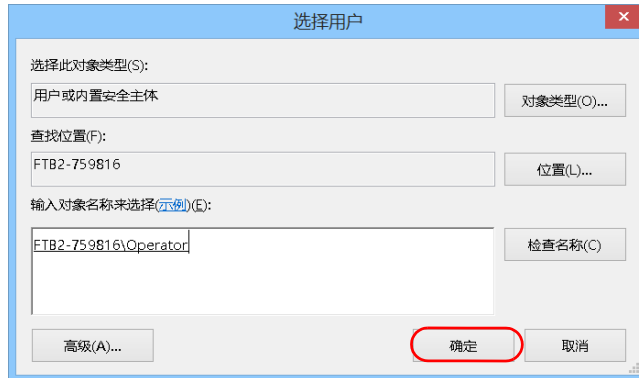 选择用户
选择此对象类型(S):
用户或内置安全主体
对象类型(O)...
查找位置(F):
FTB2-759816
位置(L)...
输入对象名称来选择(示例)(E):
FTB2-759816\Operator
检查名称(C)
高级(A)...
确定
取消